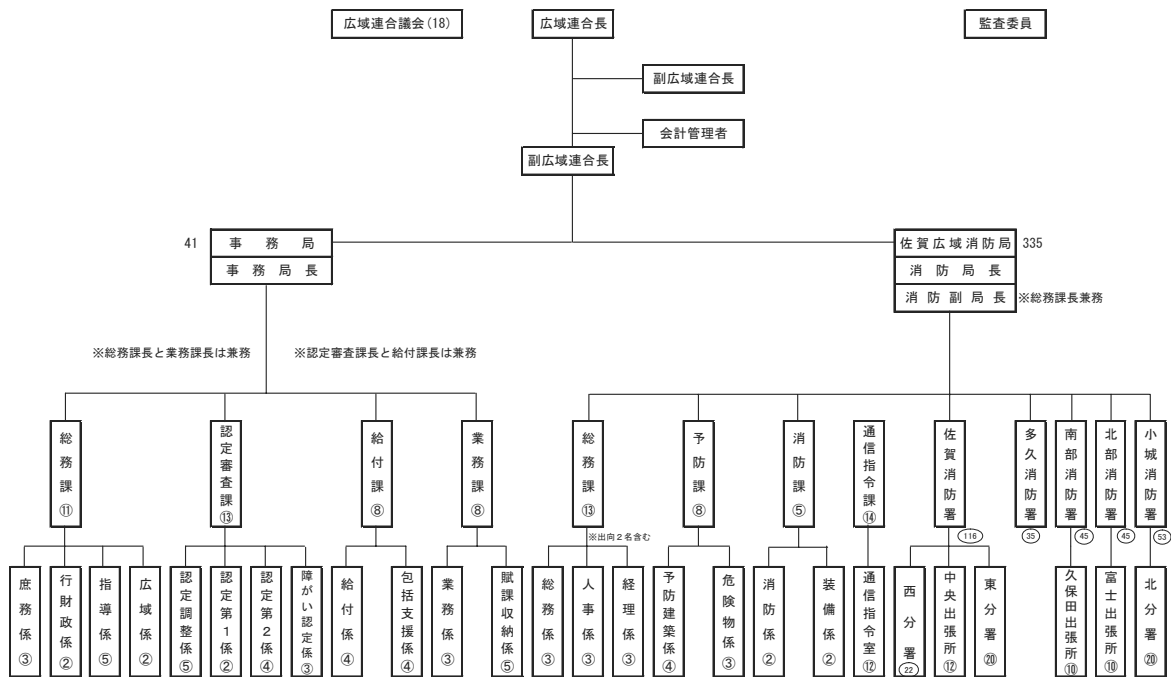 広域連合議会(18)
広域連合長
監査委員
副広域連合長
会計管理者
副広域連合長
41
事務局
事務局長
佐賀広域消防局
335
消防局長
消防副局長
※総務課長兼務
※総務課長と業務課長は兼務
※認定審査課長と給付課長は兼務
総務課⑪
認定審査課⑬
給付課⑧
業務課⑧
総務課⑬
予防課⑧
消防課⑤
通信指令課⑭
佐賀消防署
116
多久消防署
35
南部消防署
45
北部消防署
45
小城消防署
53
※出向2名含む
庶務係③
行財政係②
指導係⑤
広域係②
認定調整係⑤
認定第1係②
認定第2係④
障がい認定係③
給付係④
包括支援係④
業務係③
賦課収納係⑤
総務係③
人事係③
経理係③
予防建築係④
危険物係③
消防係②
装備係②
通信指令室⑫
西分署㉒
中央出張所⑫
東分署⑳
久保田出張所⑩
富士出張所⑩
北分署⑳